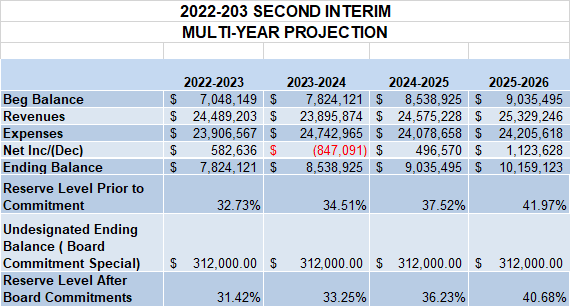 2022-203 SECOND INTERIM
MULTI-YEAR PROJECTION
2022-2023 2023-2024 2024-2025 2025-2026
Beg Balance $ 7,048,149 $ 7,824,121 $ 8,538,925 $ 9,035,495
Revenues $ 24,489,203 $ 23,895,874 $ 24,575,228 $ 25,329,246
Expenses $ 23,906,567 $ 24,742,965 $ 24,078,658 $ 24,205,618
Net Inc/(Dec) $ 582,636 $ (847,091) $ 496,570 $ 1,123,628
Ending Balance $ 7,824,121 $ 8,538,925 $ 9,035,495 $ 10,159,123
Reserve Level Prior to
Commitment 32.73% 34.51% 37.52% 41.97%
Undesignated Ending
Balance ( Board
Commitment Special) $ 312,000.00 $ 312,000.00 $ 312,000.00 $ 312,000.00
Reserve Level After
Board Commitments 31.42% 33.25% 36.23% 40.68%